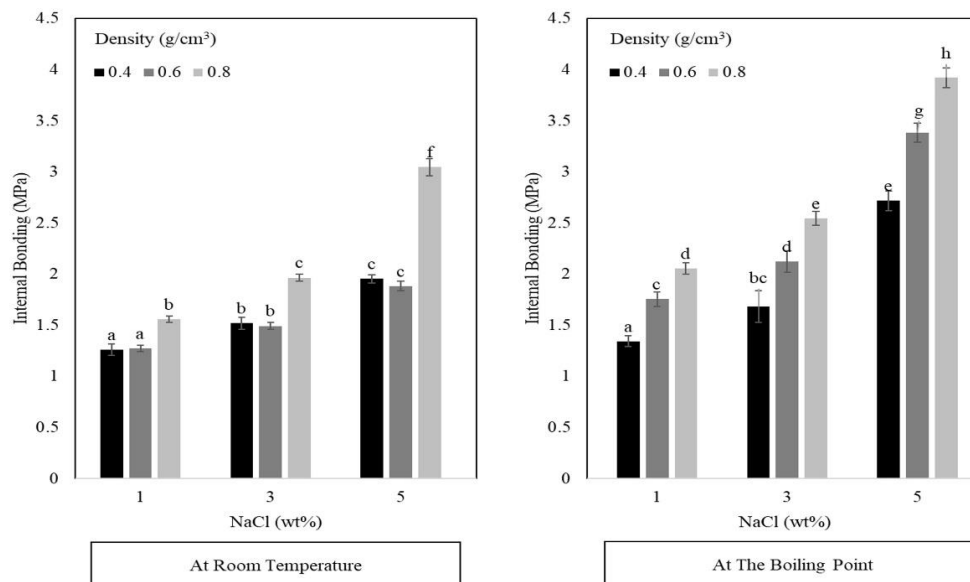 4.5
4
3.5
3
2.5
2
1.5
1
0.5
0
Internal Bonding (MPa)
Density (g/cm³)
0.4 0.6 0.8
a a b
b b c
c c f
1 3 5
NaCl (wt%)
At Room Temperature
4.5
4
3.5
3
2.5
2
1.5
1
0.5
0
Internal Bonding (MPa)
Density (g/cm³)
0.4 0.6 0.8
a c d
bc d e
e g h
1 3 5
NaCl (wt%)
At The Boiling Point